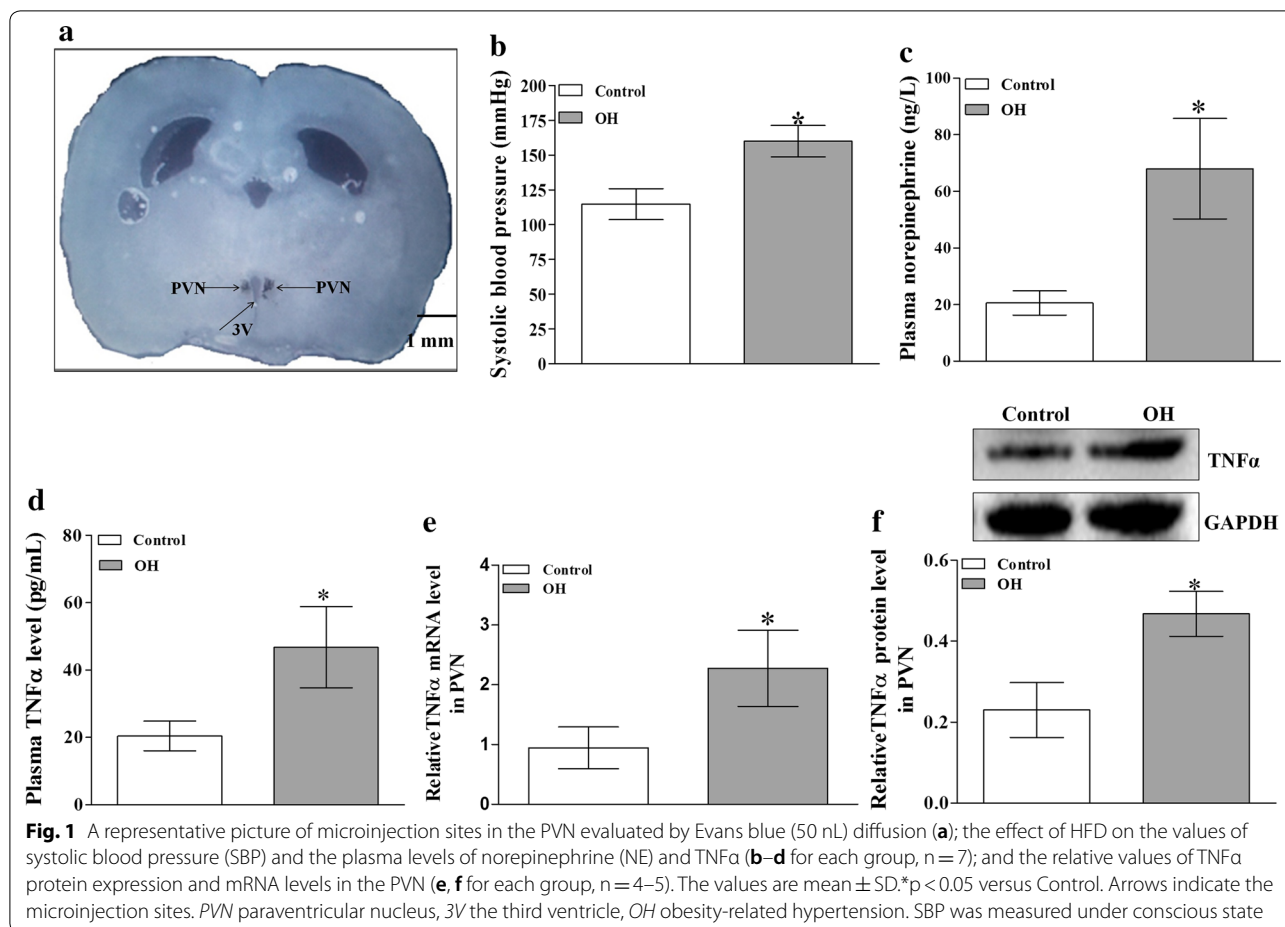 a
PVN
PVN
3V
1 mm
b
Systolic blood pressure (mmHg)
200
175
150
125
100
75
50
25
0
Control
OH
*
c
Plasma norepinephrine (ng/L)
100
80
60
40
20
0
Control
OH
*
d
Plasma TNFα level (pg/mL)
80
60
40
20
0
Control
OH
*
e
Relative TNFα mRNA level
in PVN
4
3
2
1
0
Control
OH
*
f
Control OH
TNFα
GAPDH
Relative TNFα protein level
in PVN
0.6
0.4
0.2
0.0
Control
OH
*
Fig. 1 A representative picture of microinjection sites in the PVN evaluated by Evans blue (50 nL) diffusion (a); the effect of HFD on the values of
systolic blood pressure (SBP) and the plasma levels of norepinephrine (NE) and TNFα (b–d for each group, n = 7); and the relative values of TNFα
protein expression and mRNA levels in the PVN (e, f for each group, n = 4–5). The values are mean ± SD.*p < 0.05 versus Control. Arrows indicate the
microinjection sites. PVN paraventricular nucleus, 3V the third ventricle, OH obesity-related hypertension. SBP was measured under conscious state